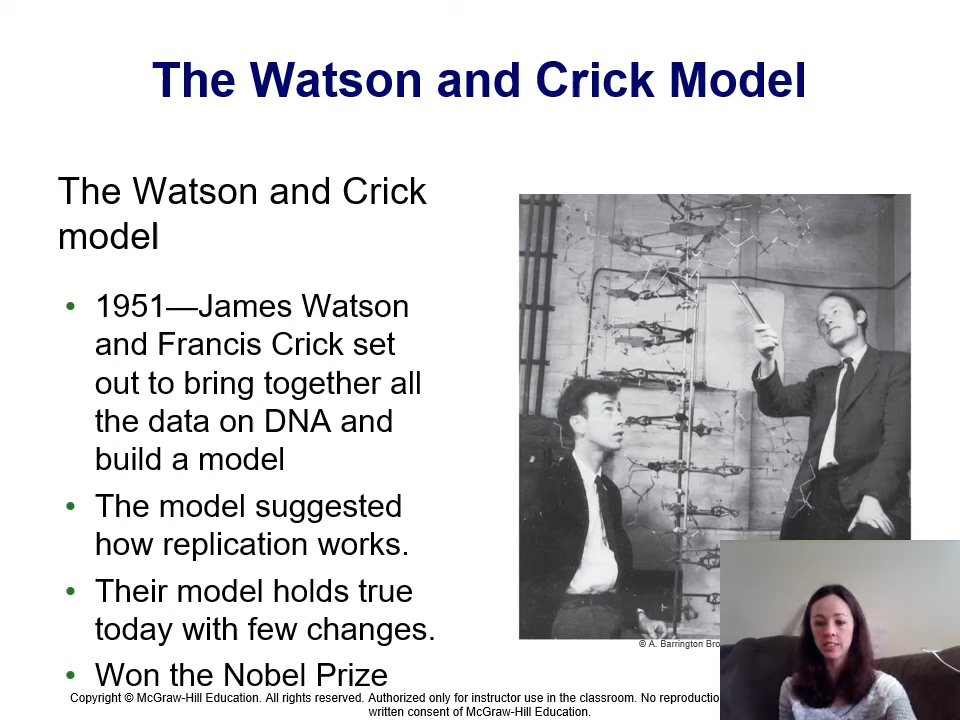 The Watson and Crick Model
The Watson and Crick
model
• 1951—James Watson
and Francis Crick set
out to bring together all
the data on DNA and
build a model
• The model suggested
how replication works.
• Their model holds true
today with few changes.
• Won the Nobel Prize
© A. Barrington
Copyright © McGraw-Hill Education. All rights reserved. Authorized only for instructor use in the classroom. No
written consent of McGraw-Hill Education.